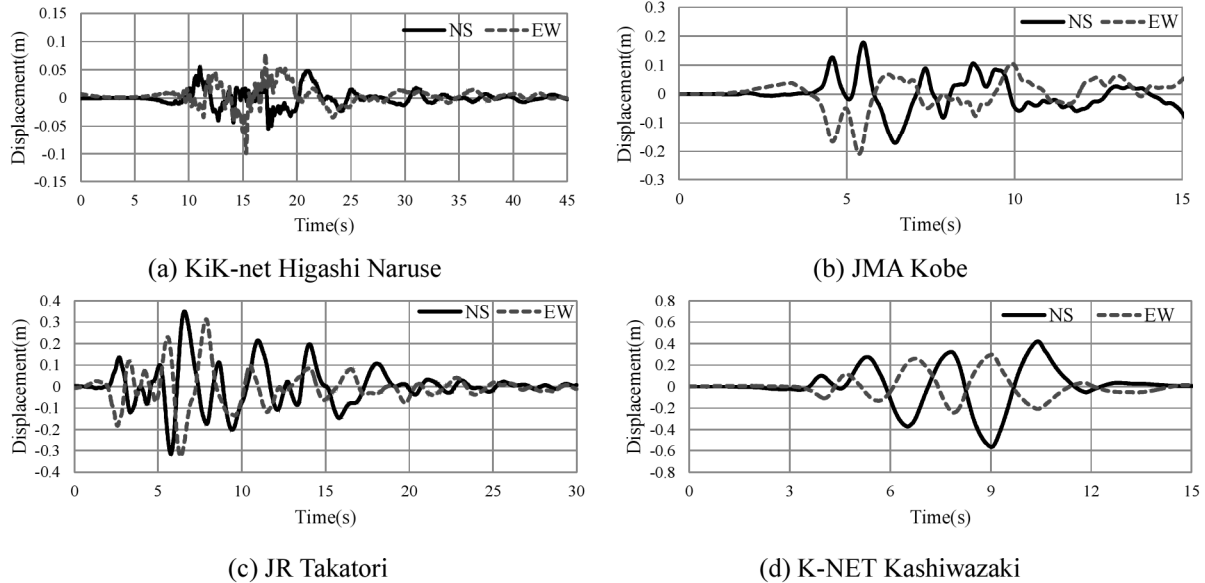 0.15
0.1
0.05
0
-0.05
-0.1
-0.15
Displacement(m)
NS EW
0 5 10 15 20 25 30 35 40 45
Time(s)
(a) KiK-net Higashi Naruse
0.3
0.2
0.1
0
-0.1
-0.2
-0.3
Displacement(m)
NS EW
0 5 10 15
Time(s)
(b) JMA Kobe
0.4
0.3
0.2
0.1
0
-0.1
-0.2
-0.3
-0.4
Displacement(m)
NS EW
0 5 10 15 20 25 30
Time(s)
(c) JR Takatori
0.8
0.6
0.4
0.2
0
-0.2
-0.4
-0.6
-0.8
Displacement(m)
NS EW
0 3 6 9 12 15
Time(s)
(d) K-NET Kashiwazaki